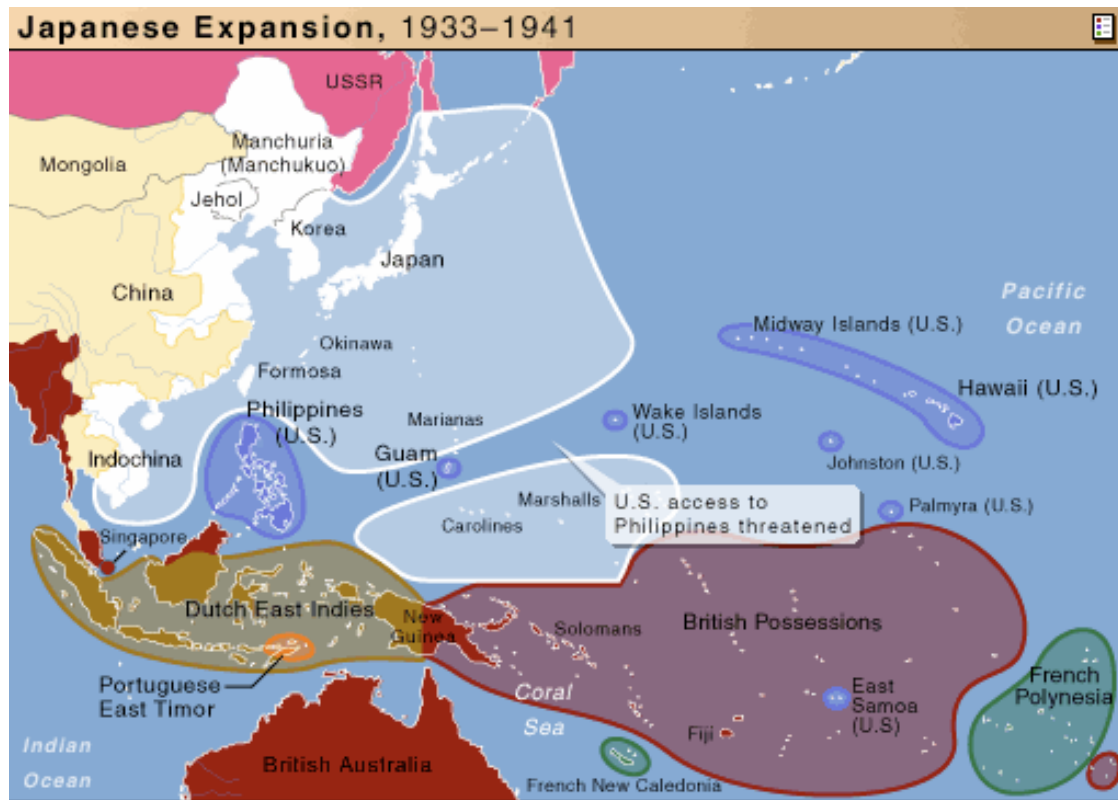 Japanese Expansion, 1933–1941
USSR
Manchuria
(Manchukuo)
Mongolia
Jehol
Korea
Japan
China
Pacific
Ocean
Okinawa
Midway Islands (U.S.)
Formosa
Hawaii (U.S.)
Philippines
(U.S.)
Marianas
Wake Islands
(U.S.)
Guam
(U.S.)
Indochina
Johnston (U.S.)
Marshalls
Carolines
U.S. access to
Philippines threatened
Palmyra (U.S.)
Singapore
Dutch East Indies
New
Guinea
Solomans
British Possessions
Portuguese
East Timor
Coral
Sea
East
Samoa
(U.S)
French
Polynesia
Fiji
Indian
Ocean
British Australia
French New Caledonia